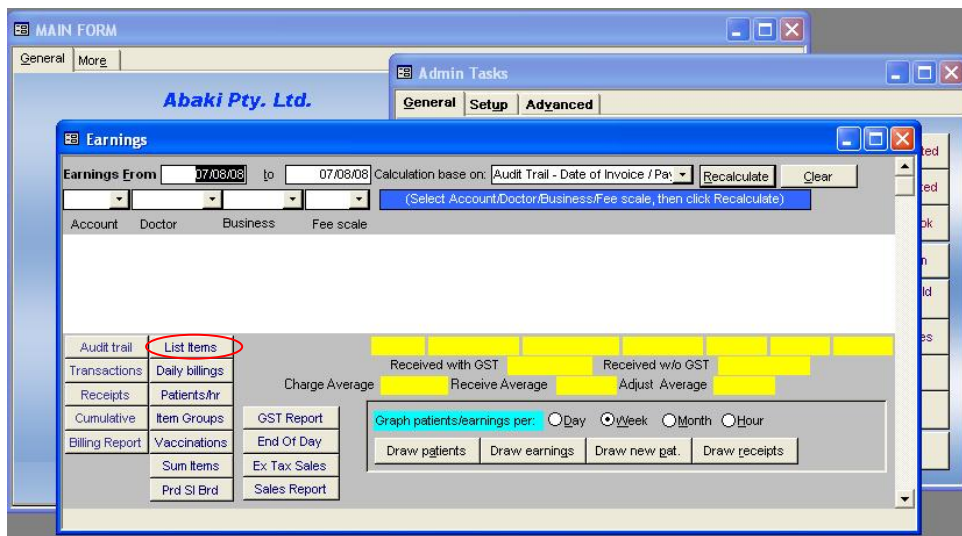 MAIN FORM
General More
Abaki Pty. Ltd.
Admin Tasks
General Setup Advanced
Earnings
Earnings From 07/08/08 to 07/08/08 Calculation base on: Audit Trail - Date of Invoice / Pay Recalculate Clear
(Select Account/Doctor/Business/Fee scale, then click Recalculate)
Account Doctor Business Fee scale
Audit trail List Items
Transactions Daily billings Received with GST Received w/o GST
Receipts Patients/hr Charge Average Receive Average Adjust Average
Cumulative Item Groups GST Report Graph patients/earnings per: Day Week Month Hour
Billing Report Vaccinations End Of Day Draw patients Draw earnings Draw new pat. Draw receipts
Sum Items Ex Tax Sales
Prd Sl Brd Sales Report